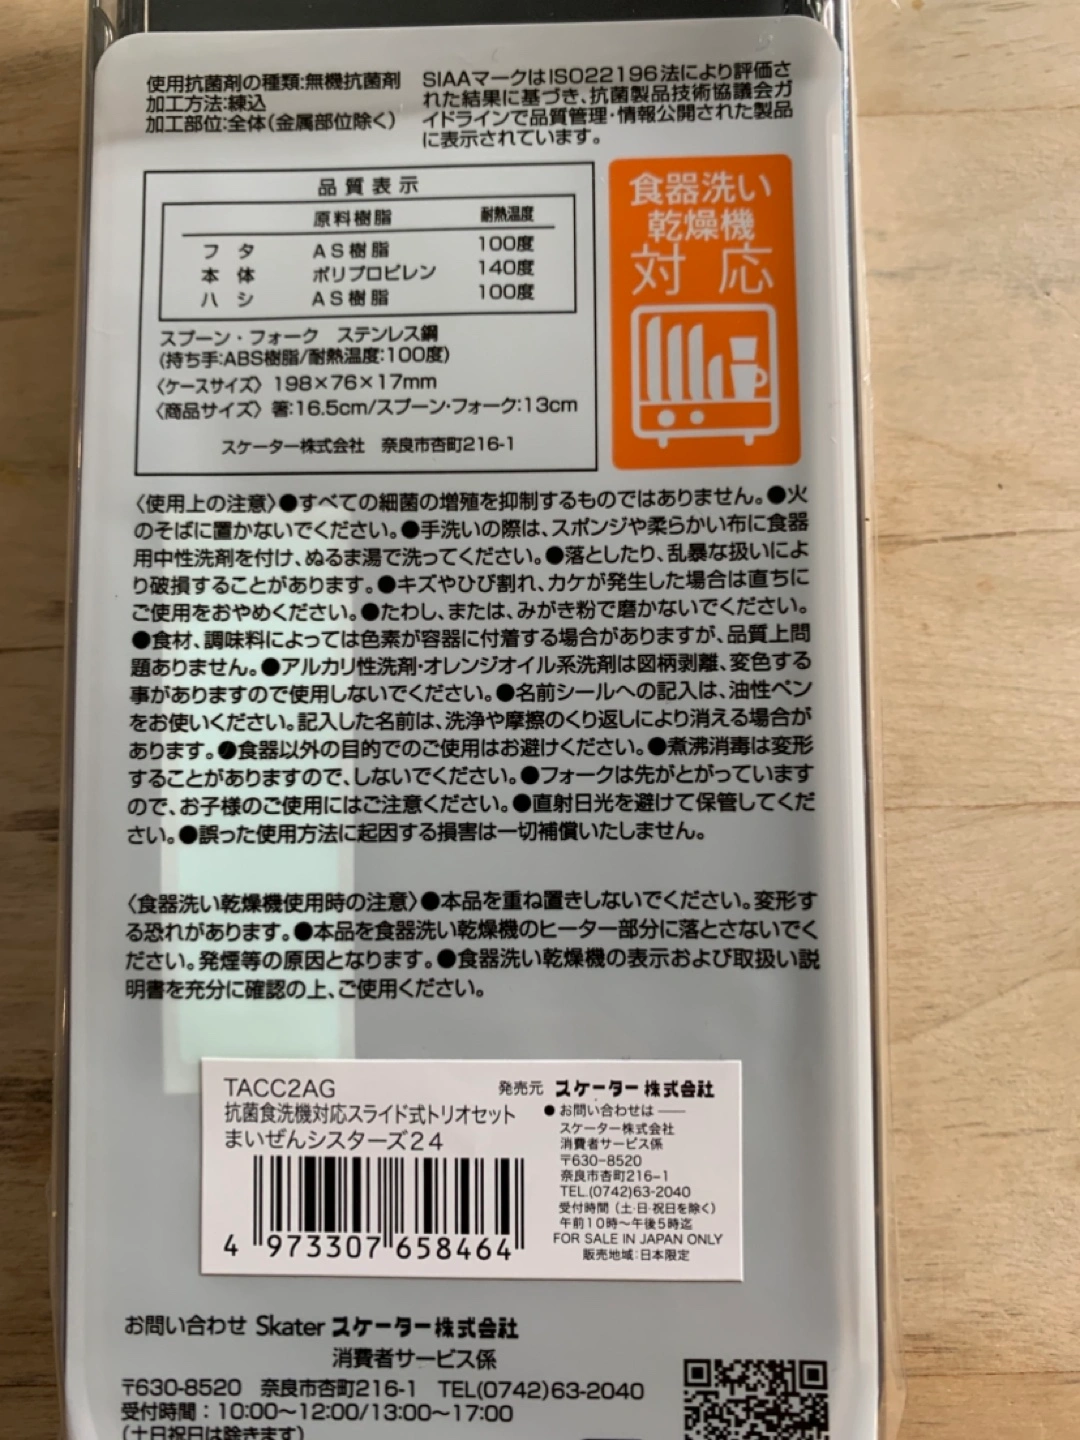 使用抗菌剤の種類:無機抗菌剤
加工方法:練込
加工部位:全体(金属部位除く)
SIAAマークはISO22196法により評価さ
れた結果に基づき、抗菌製品技術協議会ガ
イドラインで品質管理・情報公開された製品
に表示されています。
品質表示
原料樹脂 耐熱温度
フタ AS樹脂 100度
本体 ポリプロピレン 140度
ハシ AS樹脂 100度
スプーン・フォーク ステンレス鋼
(持ち手:ABS樹脂/耐熱温度:100度)
〈ケースサイズ〉198×76×17mm
〈商品サイズ〉箸:16.5cm/スプーン・フォーク:13cm
スケーター株式会社 奈良市杏町216-1
食器洗い
乾燥機
対応
〈使用上の注意〉●すべての細菌の増殖を抑制するものではありません。●火
のそばに置かないでください。●手洗いの際は、スポンジや柔らかい布に食器
用中性洗剤を付け、ぬるま湯で洗ってください。●落としたり、乱暴な扱いによ
り破損することがあります。●キズやひび割れ、カケが発生した場合は直ちに
ご使用をおやめください。●たわし、または、みがき粉で磨かないでください。
●食材、調味料によっては色素が容器に付着する場合がありますが、品質上問
題ありません。●アルカリ性洗剤・オレンジオイル系洗剤は図柄剥離、変色する
事がありますので使用しないでください。●名前シールへの記入は、油性ペン
をお使いください。記入した名前は、洗浄や摩擦のくり返しにより消える場合が
あります。●食器以外の目的でのご使用はお避けください。●煮沸消毒は変形
することがありますので、しないでください。●フォークは先がとがっています
ので、お子様のご使用にはご注意ください。●直射日光を避けて保管してくだ
さい。●誤った使用方法に起因する損害は一切補償いたしません。
〈食器洗い乾燥機使用時の注意〉●本品を重ね置きしないでください。変形す
る恐れがあります。●本品を食器洗い乾燥機のヒーター部分に落とさないでく
ださい。発煙等の原因となります。●食器洗い乾燥機の表示および取扱い説
明書を充分に確認の上、ご使用ください。
TACC2AG
抗菌食洗機対応スライド式トリオセット
まいぜんシスターズ24
4 973307 658464
発売元 スケーター株式会社
●お問い合わせは
スケーター株式会社
消費者サービス係
〒630-8520
奈良市杏町216-1
TEL.(0742)63-2040
受付時間(土・日・祝日を除く)
午前10時〜午後5時迄
FOR SALE IN JAPAN ONLY
販売地域:日本限定
お問い合わせ Skater スケーター株式会社
消費者サービス係
〒630-8520 奈良市杏町216-1 TEL(0742)63-2040
受付時間:10:00〜12:00/13:00〜17:00
(土日祝日は除きます)